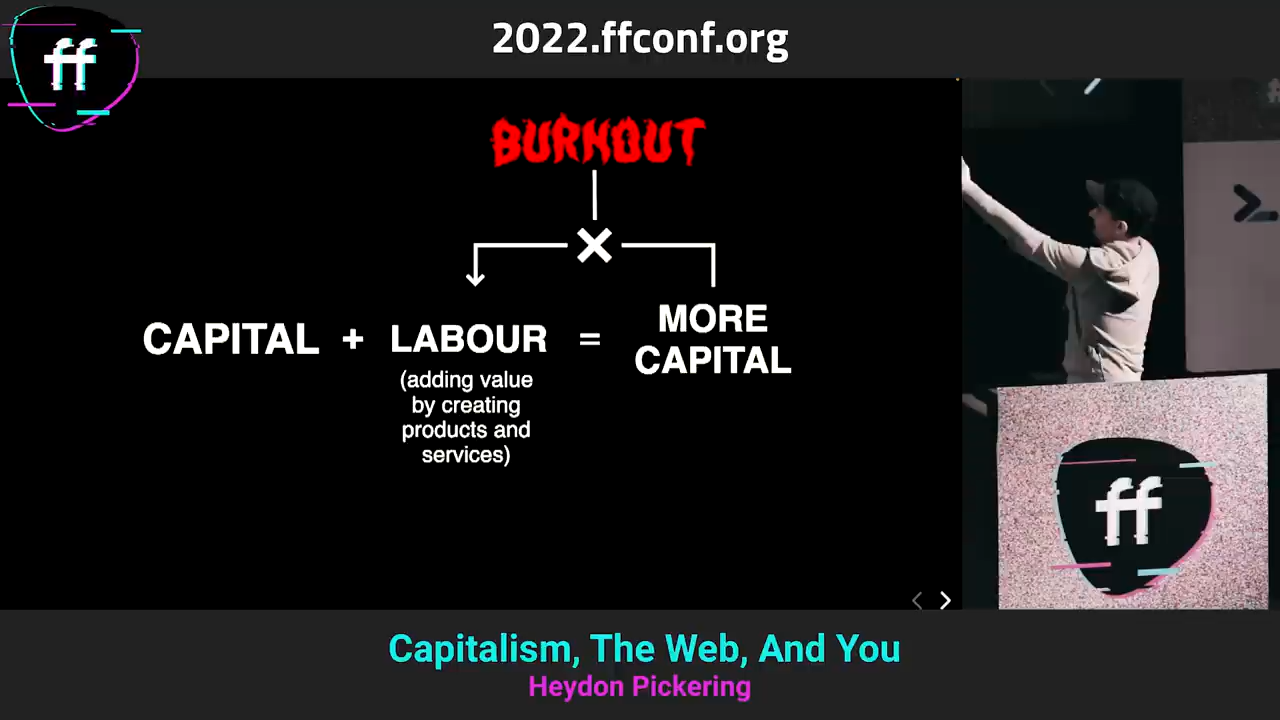 2022.ffconf.org
ff
BURNOUT
CAPITAL + LABOUR = MORE CAPITAL
(adding value
by creating
products and
services)
ff
Capitalism, The Web, And You
Heydon Pickering